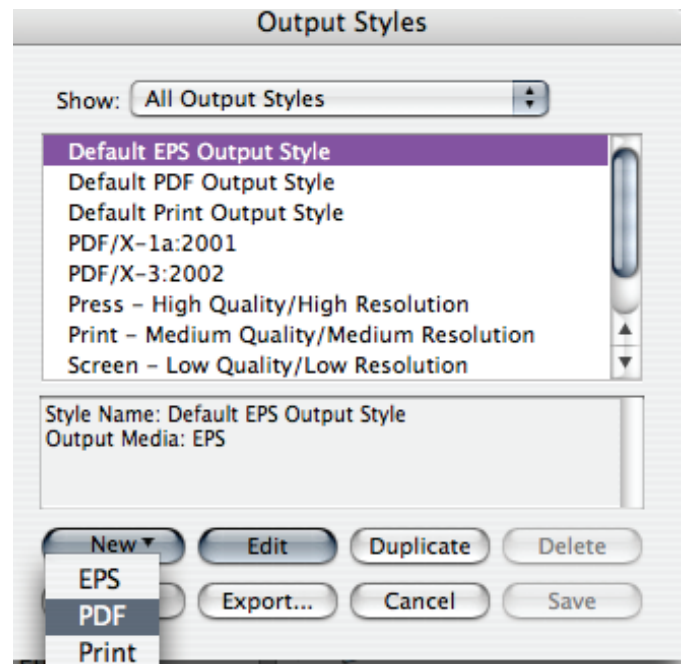 Output Styles
Show: All Output Styles
Default EPS Output Style
Default PDF Output Style
Default Print Output Style
PDF/X-1a:2001
PDF/X-3:2002
Press – High Quality/High Resolution
Print – Medium Quality/Medium Resolution
Screen – Low Quality/Low Resolution
Style Name: Default EPS Output Style
Output Media: EPS
New Edit Duplicate Delete
EPS
PDF Export... Cancel Save
Print